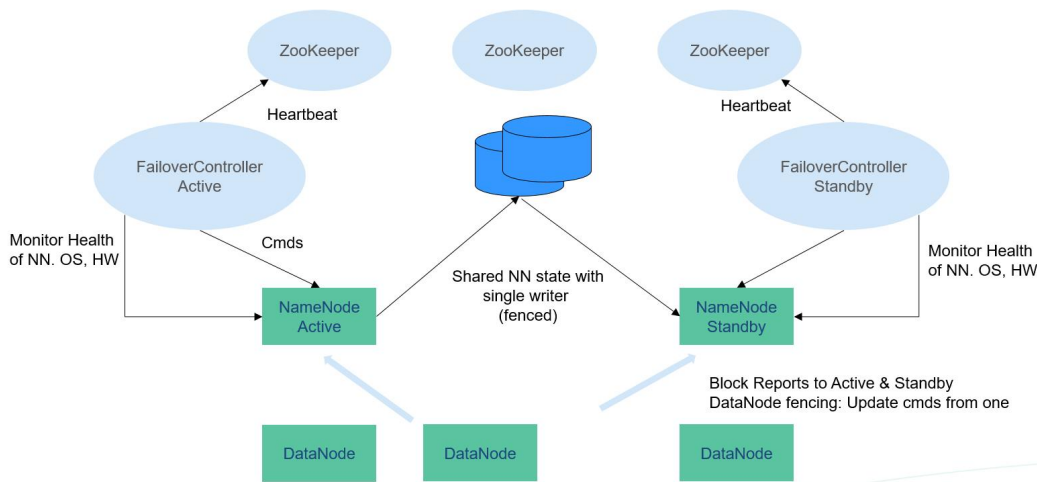 ZooKeeper
ZooKeeper
ZooKeeper
Heartbeat
Heartbeat
FailoverController
Active
FailoverController
Standby
Monitor Health
of NN. OS, HW
Cmds
Monitor Health
of NN. OS, HW
Shared NN state with
single writer
(fenced)
NameNode
Active
NameNode
Standby
Block Reports to Active & Standby
DataNode fencing: Update cmds from one
DataNode
DataNode
DataNode